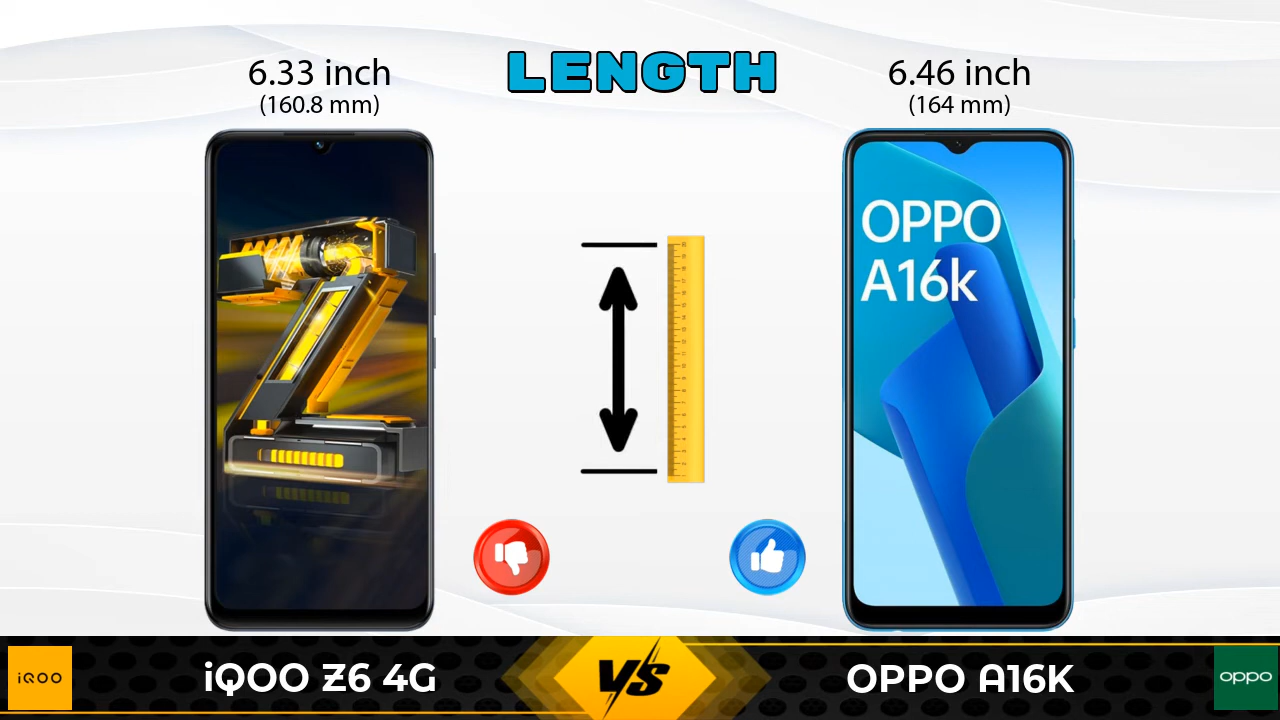 LENGTH
6.33 inch
(160.8 mm)
6.46 inch
(164 mm)
OPPO
A16k
iQOO
iQOO Z6 4G
VS
OPPO A16K
oppo